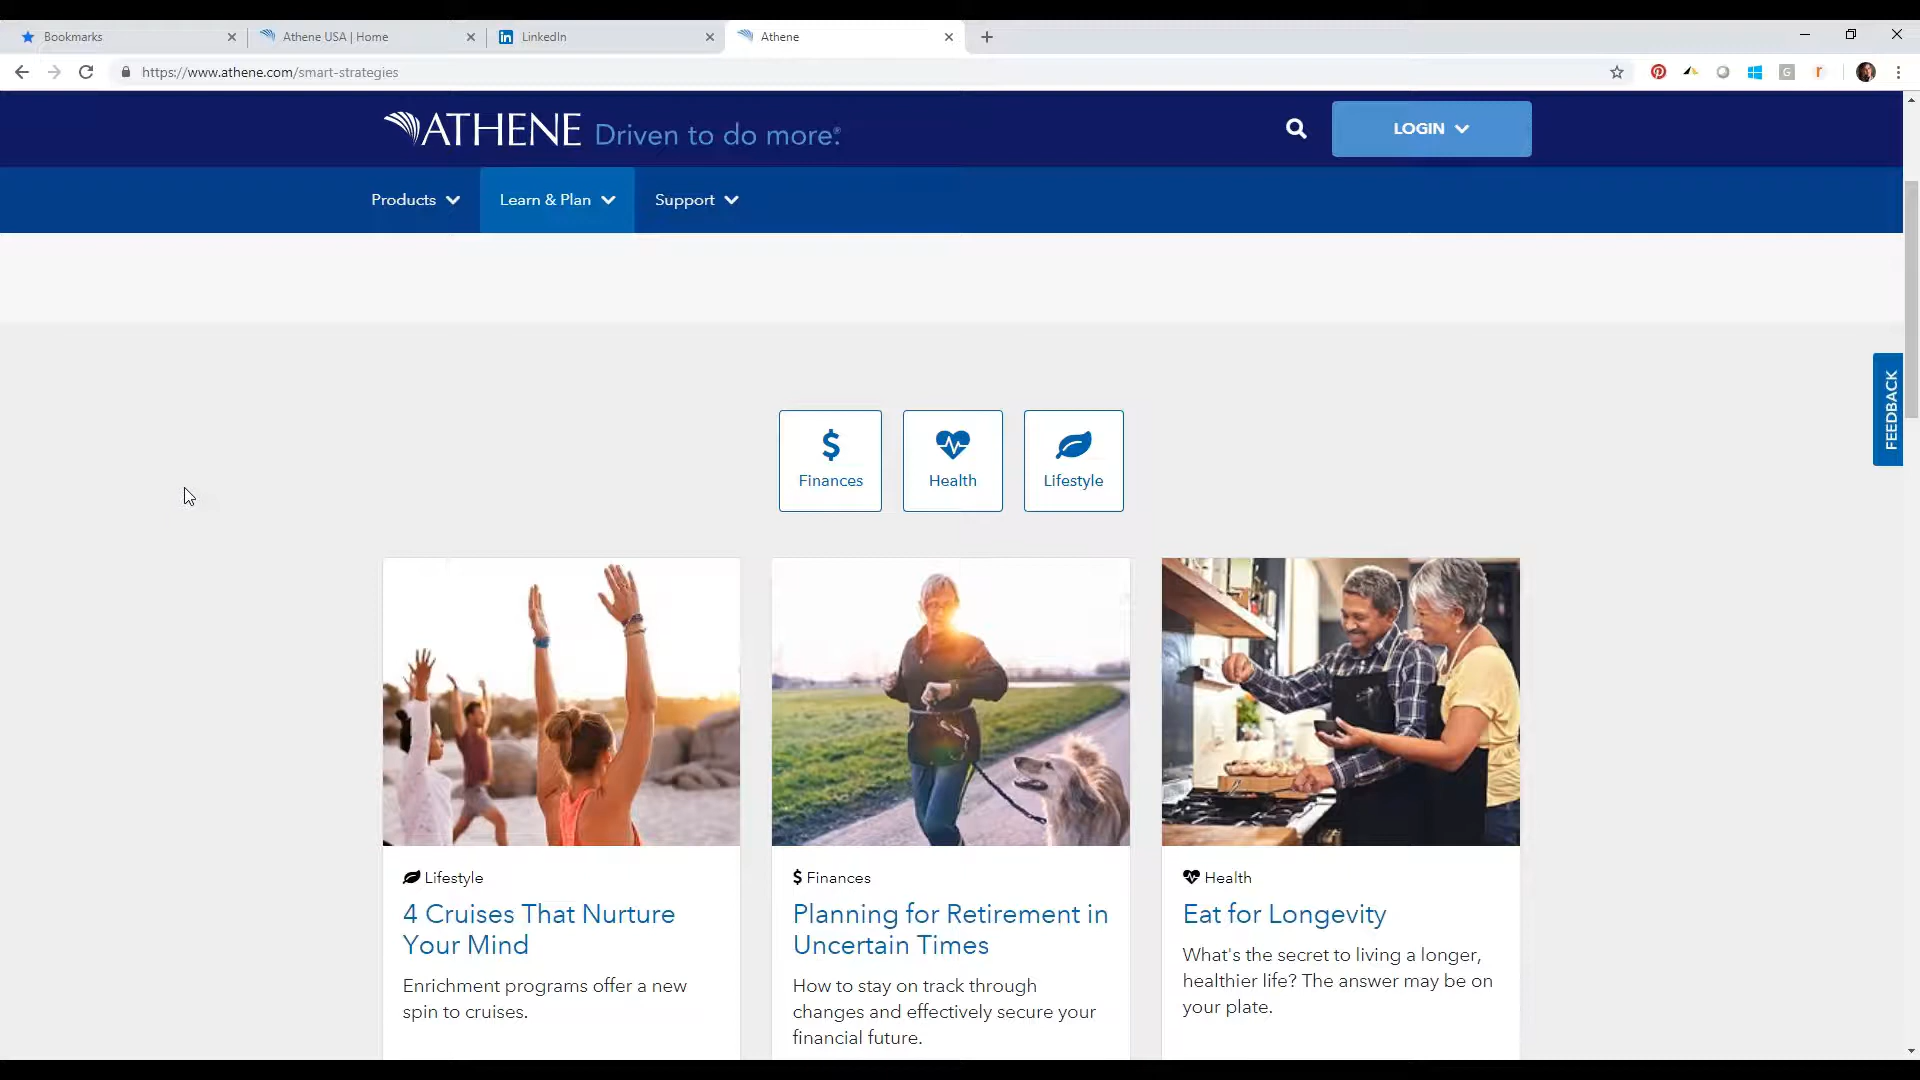 Bookmarks
Athene USA | Home
LinkedIn
Athene
https://www.athene.com/smart-strategies
G
r
ATHENE Driven to do more.®
LOGIN
Products
Learn & Plan
Support
FEEDBACK
$
Finances
Health
Lifestyle
Lifestyle
4 Cruises That Nurture
Your Mind
Enrichment programs offer a new
spin to cruises.
$ Finances
Planning for Retirement in
Uncertain Times
How to stay on track through
changes and effectively secure your
financial future.
Health
Eat for Longevity
What's the secret to living a longer,
healthier life? The answer may be on
your plate.